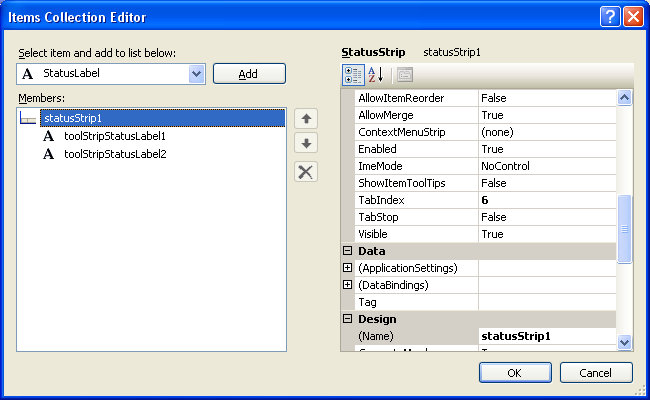 Items Collection Editor
Select item and add to list below:
StatusLabel
Add
Members:
statusStrip1
A toolStripStatusLabel1
A toolStripStatusLabel2
StatusStrip statusStrip1
AllowItemReorder False
AllowMerge True
ContextMenuStrip (none)
Enabled True
ImeMode NoControl
ShowItemToolTips False
TabIndex 6
TabStop False
Visible True
Data
(ApplicationSettings)
(DataBindings)
Tag
Design
(Name) statusStrip1
OK Cancel